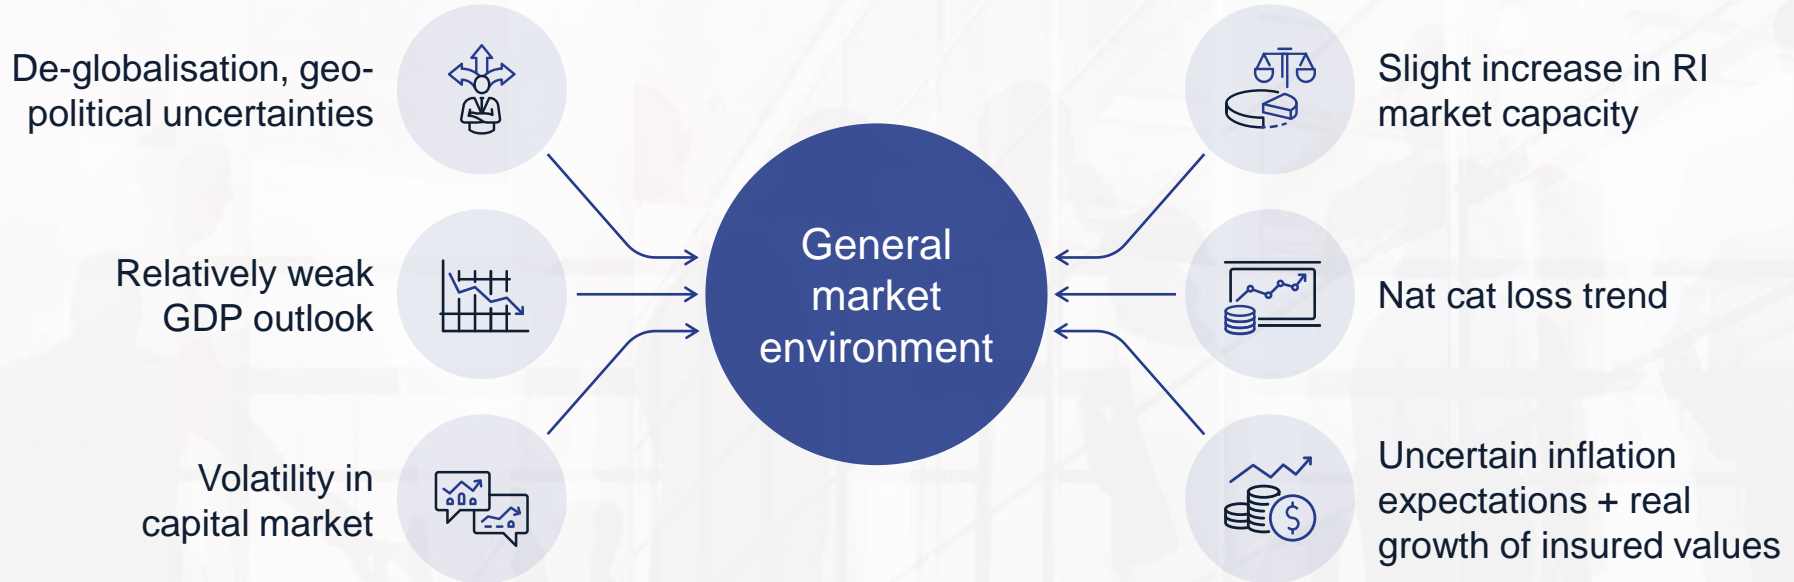 De-globalisation, geo-
political uncertainties
Relatively weak
GDP outlook
Volatility in
capital market
General
market
environment
Slight increase in RI
market capacity
Nat cat loss trend
Uncertain inflation
expectations + real
growth of insured values
$